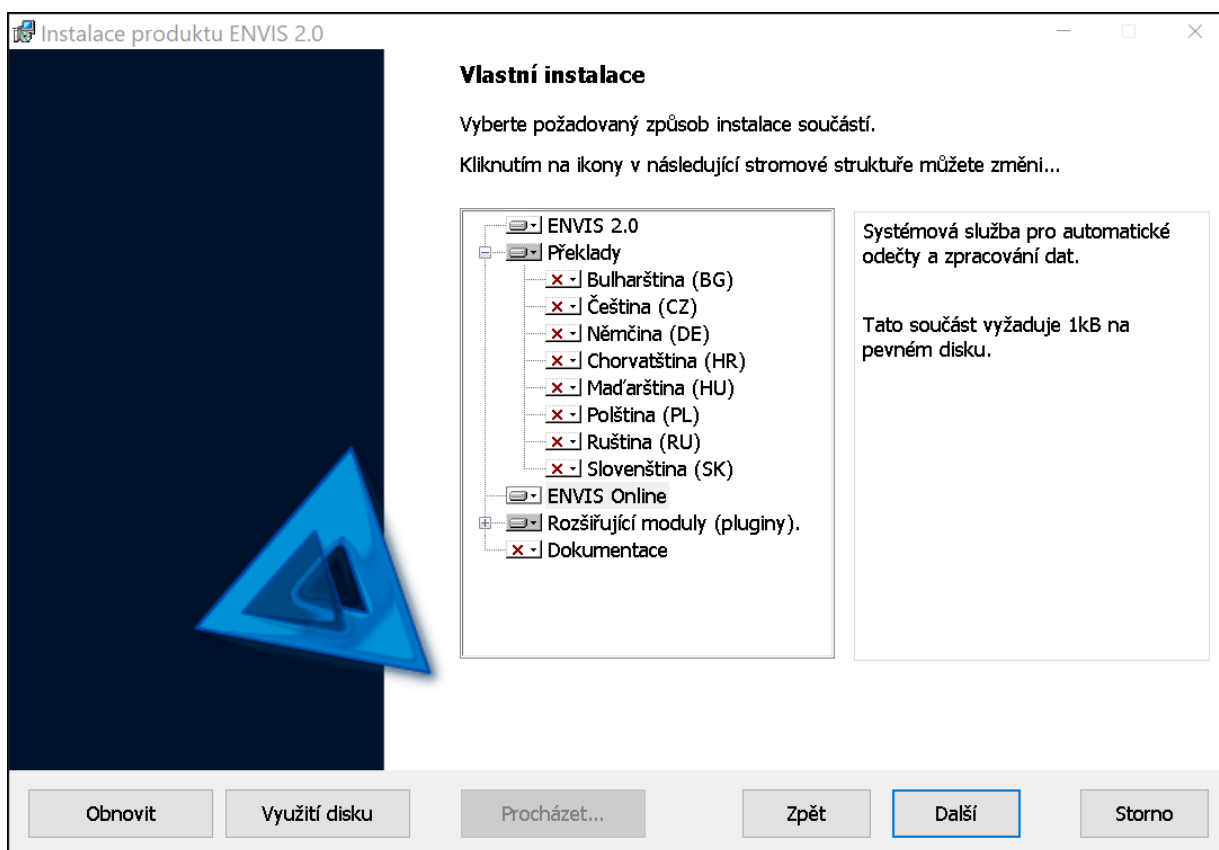 Instalace produktu ENVIS 2.0
Vlastní instalace
Vyberte požadovaný způsob instalace součástí.
Kliknutím na ikony v následující stromové struktuře můžete změni...
ENVIS 2.0
Překlady
Bulharština (BG)
Čeština (CZ)
Němčina (DE)
Chorvatština (HR)
Maďarština (HU)
Polština (PL)
Ruština (RU)
Slovenština (SK)
ENVIS Online
Rozšiřující moduly (pluginy).
Dokumentace
Systémová služba pro automatické
odečty a zpracování dat.
Tato součást vyžaduje 1kB na
pevném disku.
Obnovit
Využití disku
Procházet...
Zpět
Další
Storno